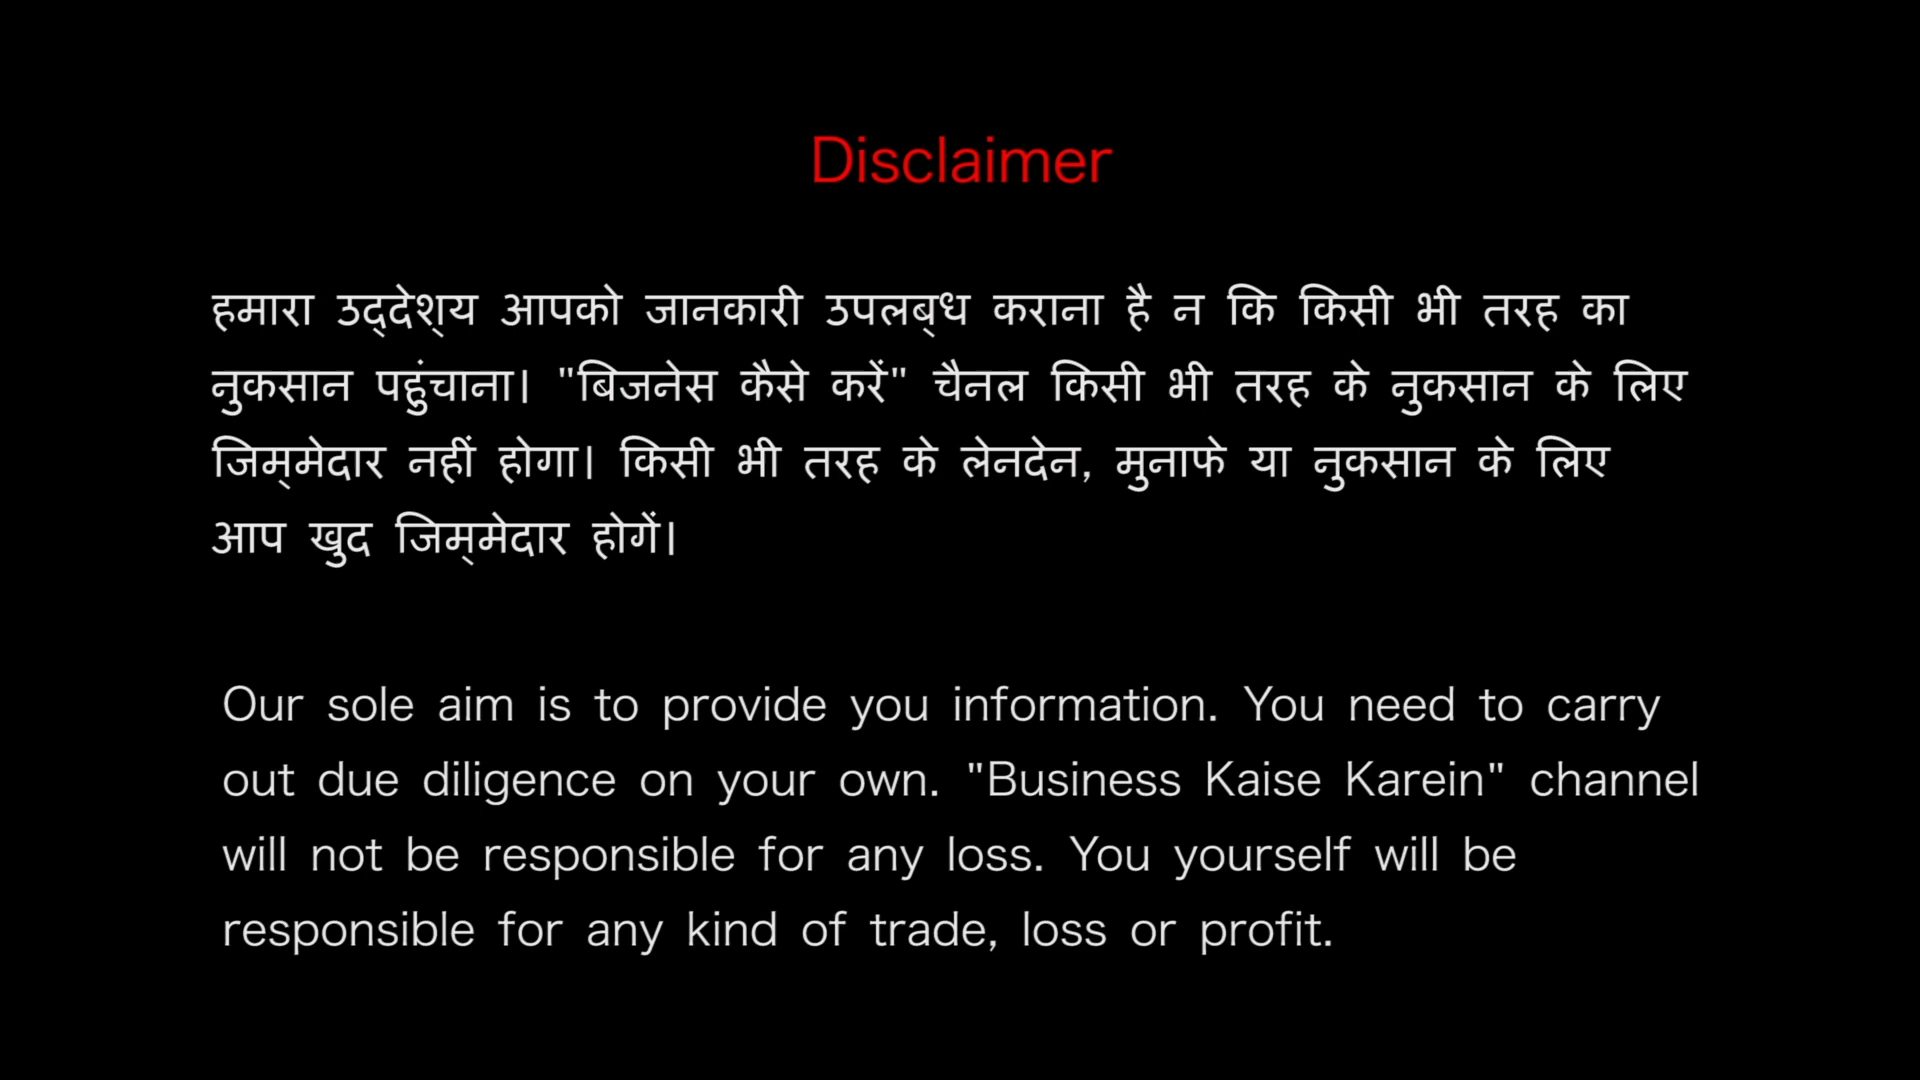 Disclaimer
हमारा उद्देश्य आपको जानकारी उपलब्ध कराना है न कि किसी भी तरह का
नुकसान पहुंचाना। "बिजनेस कैसे करें" चैनल किसी भी तरह के नुकसान के लिए
जिम्मेदार नहीं होगा। किसी भी तरह के लेनदेन, मुनाफे या नुकसान के लिए
आप खुद जिम्मेदार होगें।
Our sole aim is to provide you information. You need to carry
out due diligence on your own. "Business Kaise Karein" channel
will not be responsible for any loss. You yourself will be
responsible for any kind of trade, loss or profit.